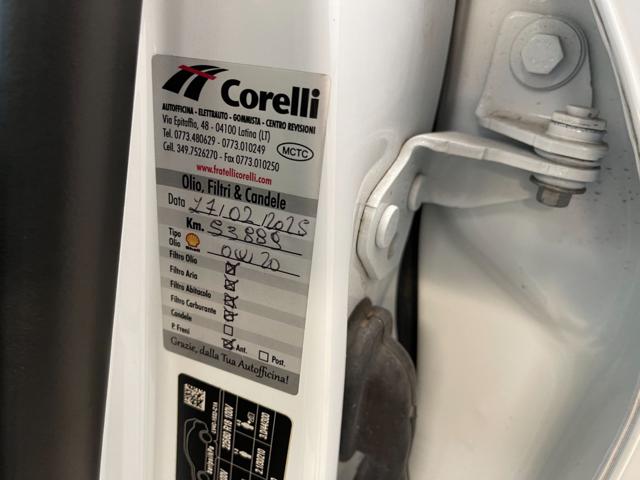 Corelli
AUTOFFICINA - ELETTRAUTO - GOMMISTA - CENTRO REVISIONI
Via Epitaffio, 48 - 04100 Latina (LT)
Tel. 0773.480629 - 0773.010249
Cell. 349.7526270 - Fax 0773.010250
MCTC
www.fratellicorelli.com
Olio, Filtri & Candele
Data 27/02/2025
Km. 53888
Tipo Olio Shell 0W20
Filtro Olio
Filtro Aria
Filtro Abitacolo
Filtro Carburante
Candele
P. Freni Ant. Post.
Grazie, dalla Tua Autofficina!